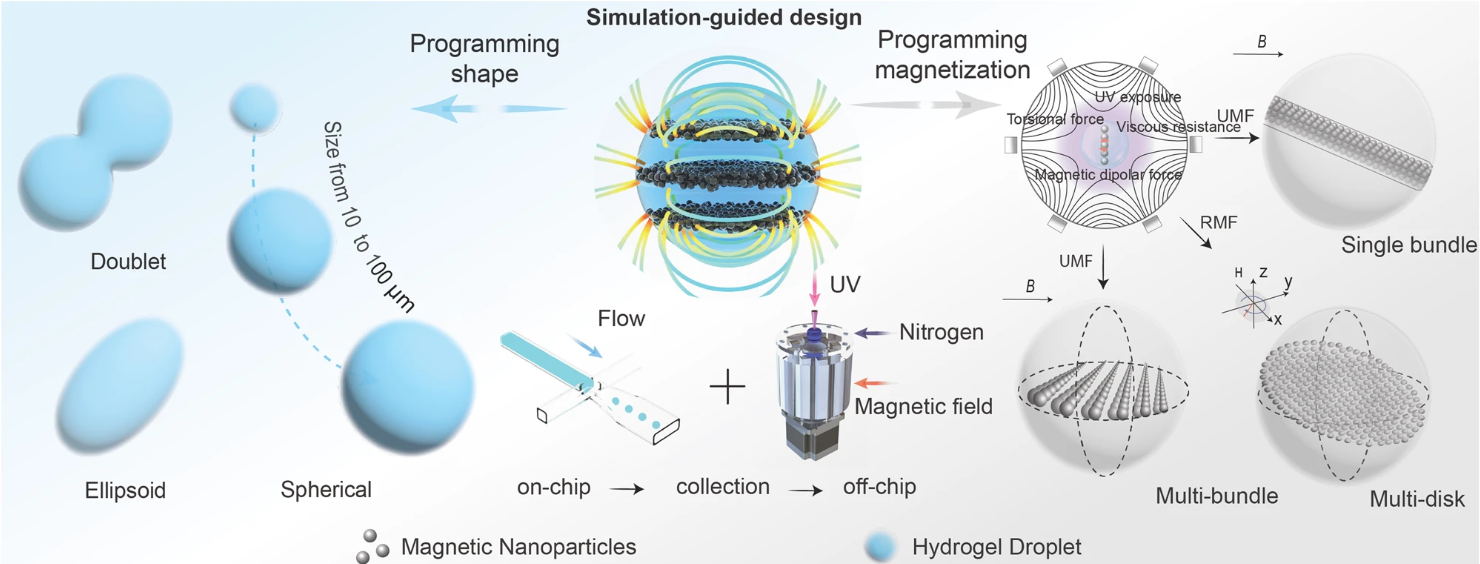 Simulation-guided design
Programming
shape
Programming
magnetization
Doublet
Ellipsoid
Size from 10 to 100 μm
Spherical
UV
Flow
Nitrogen
Magnetic field
on-chip
collection
off-chip
UV exposure
Torsional force
Viscous resistance
Magnetic dipolar force
UMF
B
Single bundle
RMF
UMF
B
H
z
y
x
Multi-bundle
Multi-disk
Magnetic Nanoparticles
Hydrogel Droplet